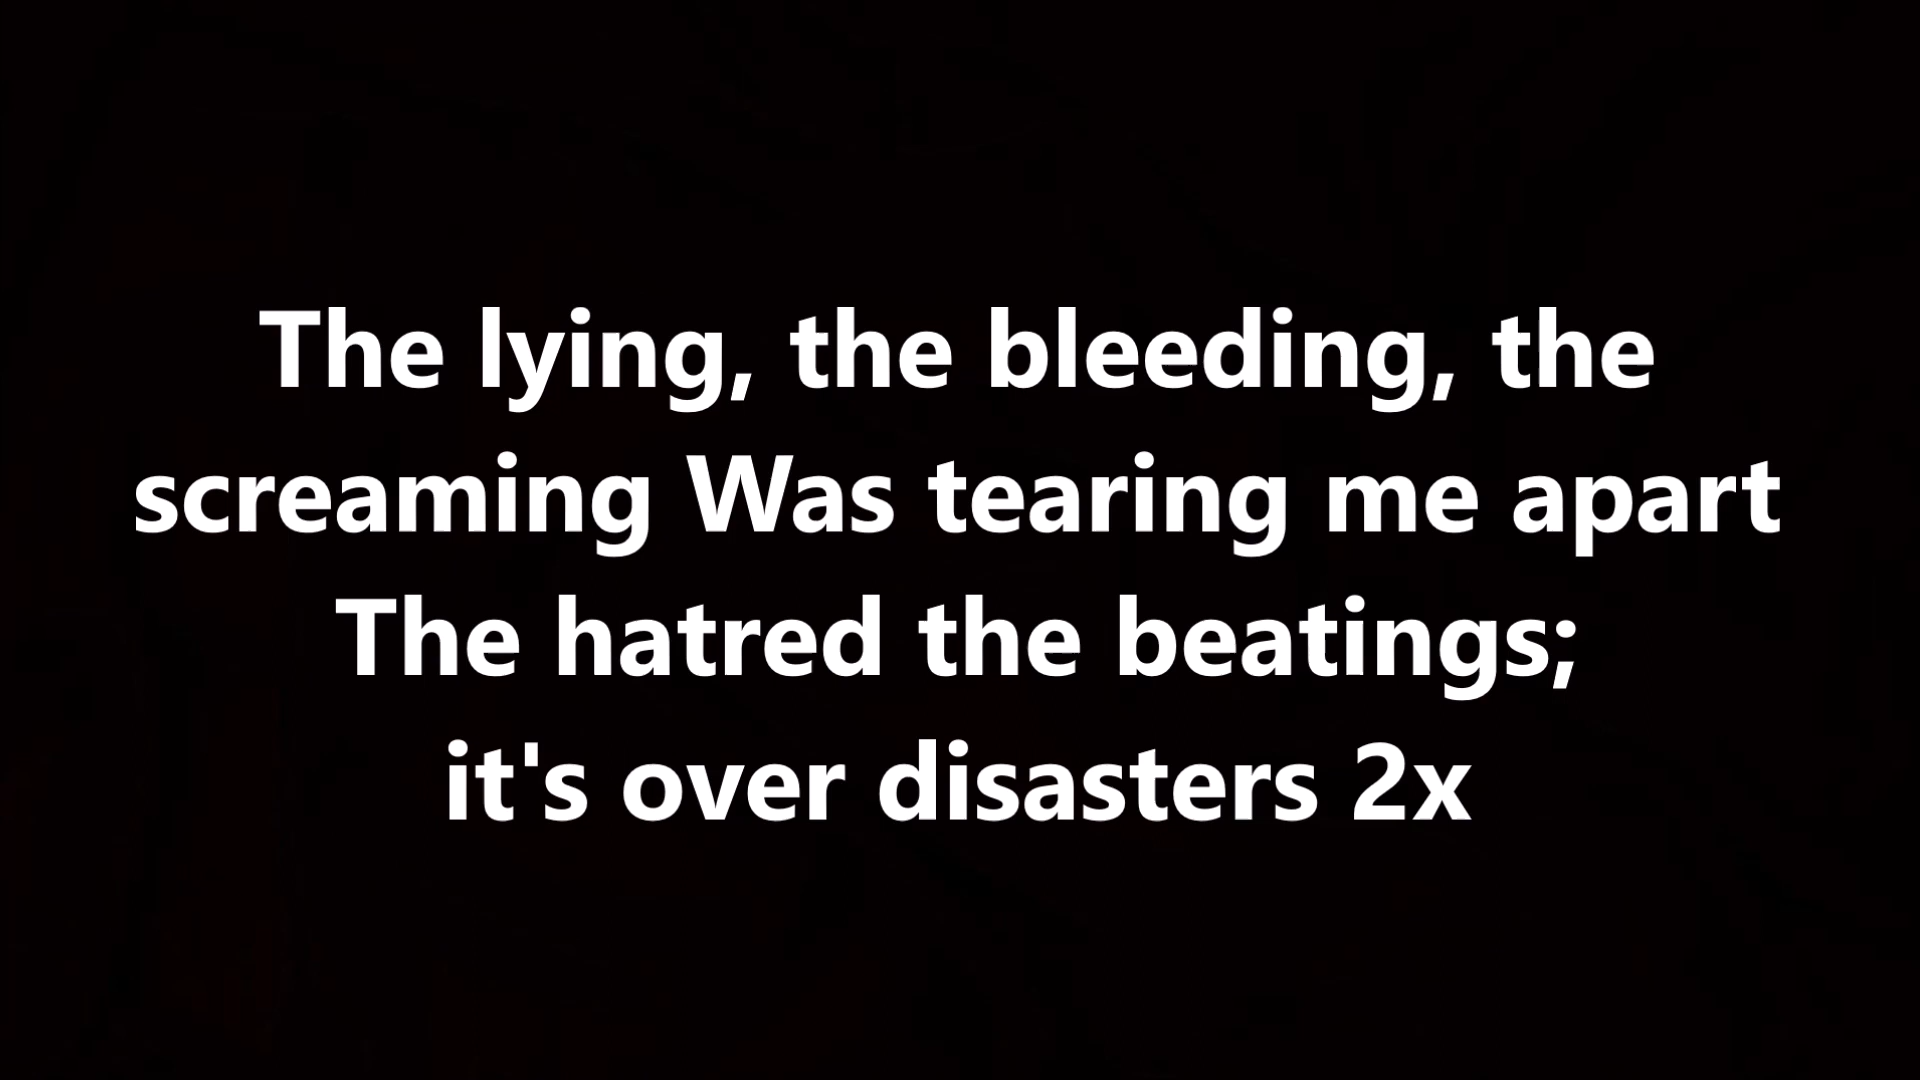 The lying, the bleeding, the
screaming Was tearing me apart
The hatred the beatings;
it's over disasters 2x